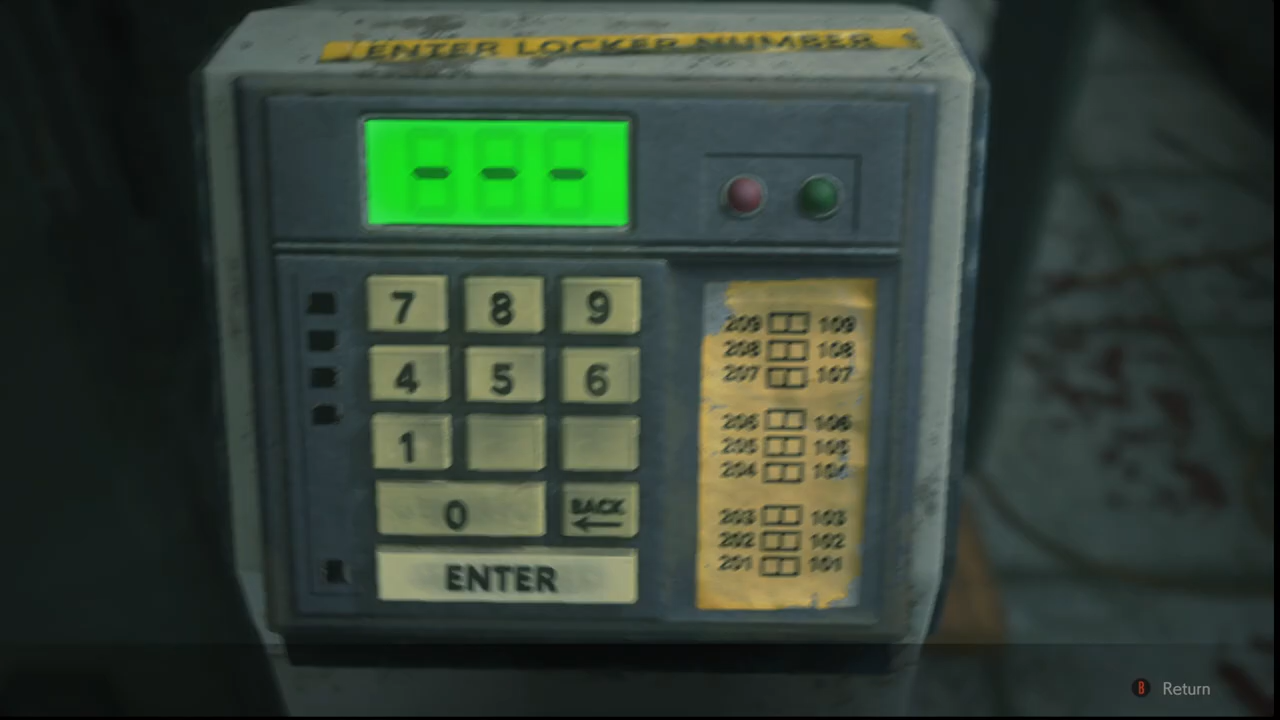 ENTER LOCKER NUMBER
- - -
7 8 9
4 5 6
1
0 BACK
ENTER
209 109
208 108
207 107
206 106
205 105
204 104
203 103
202 102
201 101
B Return